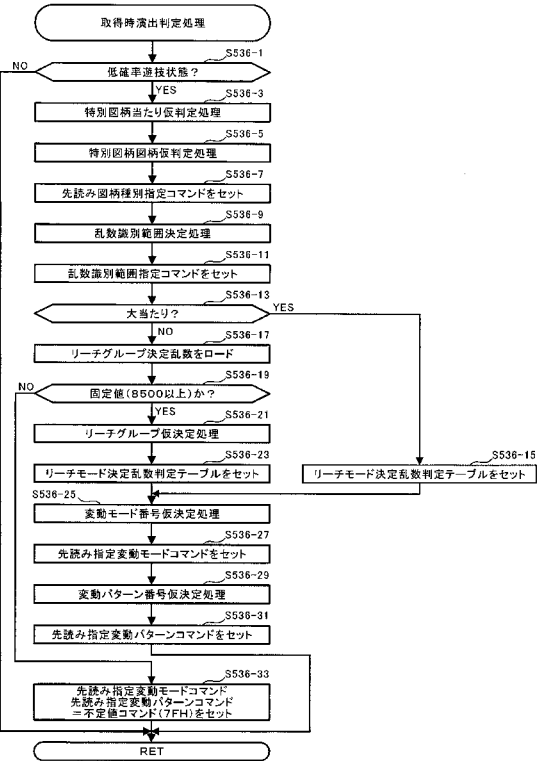 取得時演出判定処理
S536-1
NO
低確率遊技状態？
YES
S536-3
特別図柄当たり仮判定処理
S536-5
特別図柄図柄仮判定処理
S536-7
先読み図柄種別指定コマンドをセット
S536-9
乱数識別範囲決定処理
S536-11
乱数識別範囲指定コマンドをセット
S536-13
大当たり？
YES
NO
S536-17
リーチグループ決定乱数をロード
S536-19
NO
固定値(8500以上)か？
YES
S536-21
リーチグループ仮決定処理
S536-23
リーチモード決定乱数判定テーブルをセット
S536-15
リーチモード決定乱数判定テーブルをセット
S536-25
変動モード番号仮決定処理
S536-27
先読み指定変動モードコマンドをセット
S536-29
変動パターン番号仮決定処理
S536-31
先読み指定変動パターンコマンドをセット
S536-33
先読み指定変動モードコマンド
先読み指定変動パターンコマンド
＝不定値コマンド(7FH)をセット
RET